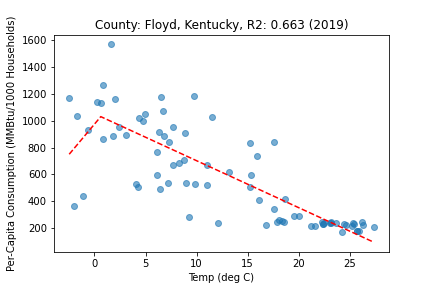 County: Floyd, Kentucky, R2: 0.663 (2019)
Per-Capita Consumption (MMBtu/1000 Households)
1600
1400
1200
1000
800
600
400
200
0 5 10 15 20 25
Temp (deg C)